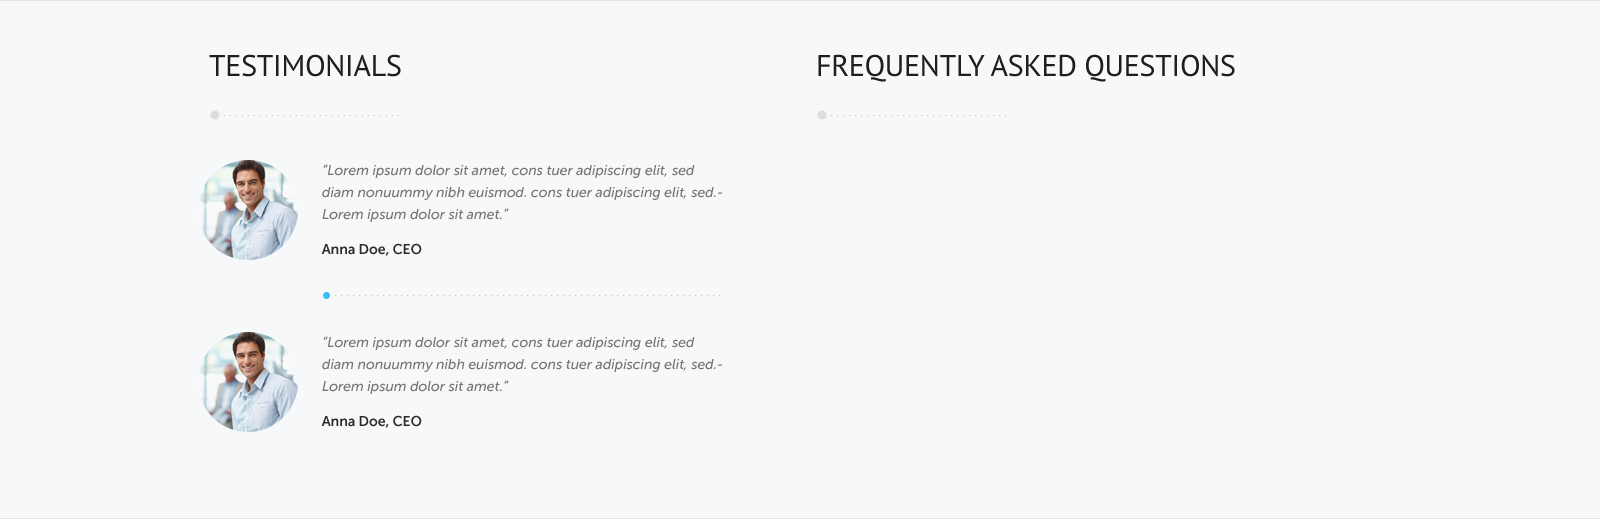 TESTIMONIALS
“Lorem ipsum dolor sit amet, cons tuer adipiscing elit, sed
diam nonuummy nibh euismod. cons tuer adipiscing elit, sed.-
Lorem ipsum dolor sit amet.”
Anna Doe, CEO
“Lorem ipsum dolor sit amet, cons tuer adipiscing elit, sed
diam nonuummy nibh euismod. cons tuer adipiscing elit, sed.-
Lorem ipsum dolor sit amet.”
Anna Doe, CEO
FREQUENTLY ASKED QUESTIONS